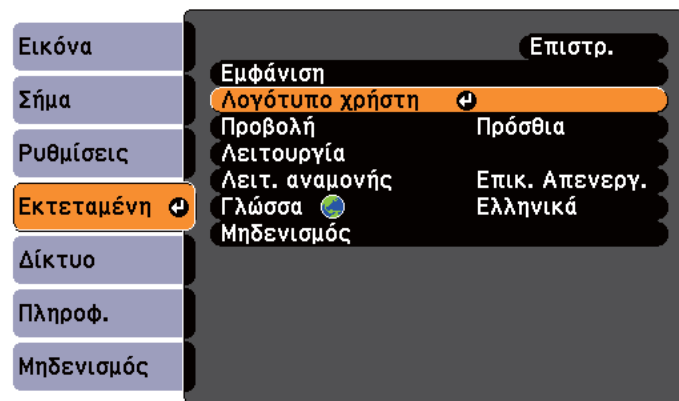 Εικόνα
Σήμα
Ρυθμίσεις
Εκτεταμένη
Δίκτυο
Πληροφ.
Μηδενισμός
Επιστρ.
Εμφάνιση
Λογότυπο χρήστη
Προβολή Πρόσθια
Λειτουργία
Λειτ. αναμονής Επικ. Απενεργ.
Γλώσσα Ελληνικά
Μηδενισμός